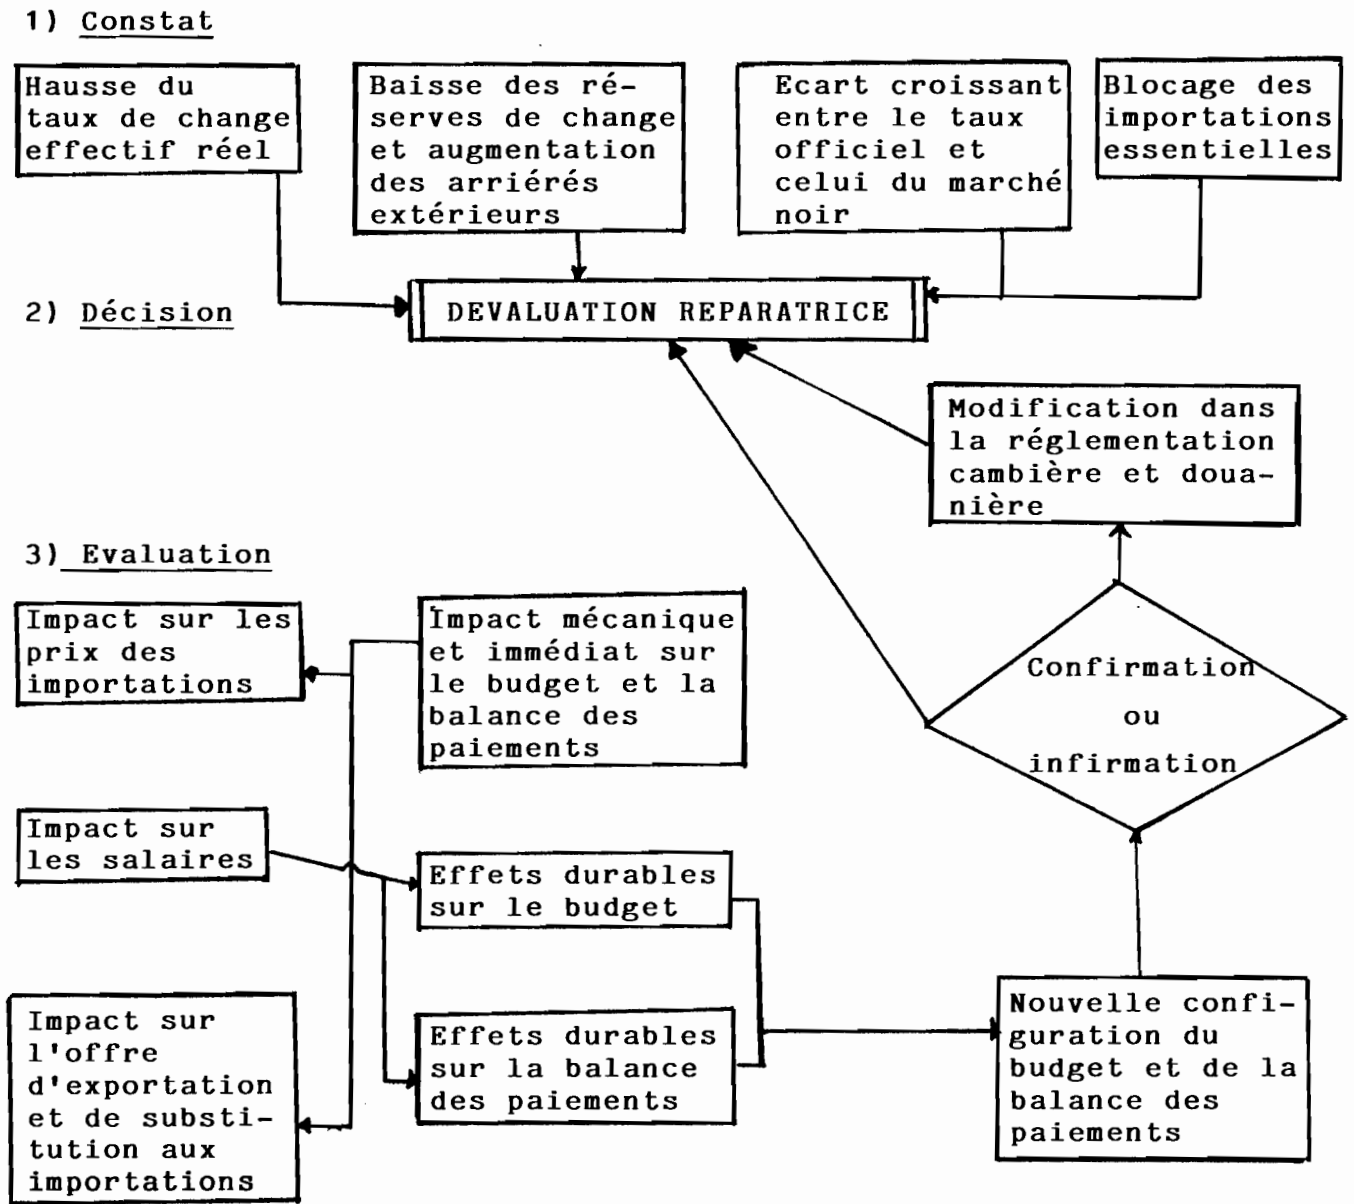 1) Constat
Hausse du
taux de change
effectif réel
Baisse des ré-
serves de change
et augmentation
des arriérés
extérieurs
Ecart croissant
entre le taux
officiel et
celui du marché
noir
Blocage des
importations
essentielles
2) Décision
DEVALUATION REPARATRICE
Modification dans
la réglementation
cambière et doua-
nière
3) Evaluation
Impact sur les
prix des
importations
Impact mécanique
et immédiat sur
le budget et la
balance des
paiements
Confirmation
ou
infirmation
Impact sur
les salaires
Effets durables
sur le budget
Impact sur
l'offre
d'exportation
et de substi-
tution aux
importations
Effets durables
sur la balance
des paiements
Nouvelle confi-
guration du
budget et de la
balance des
paiements